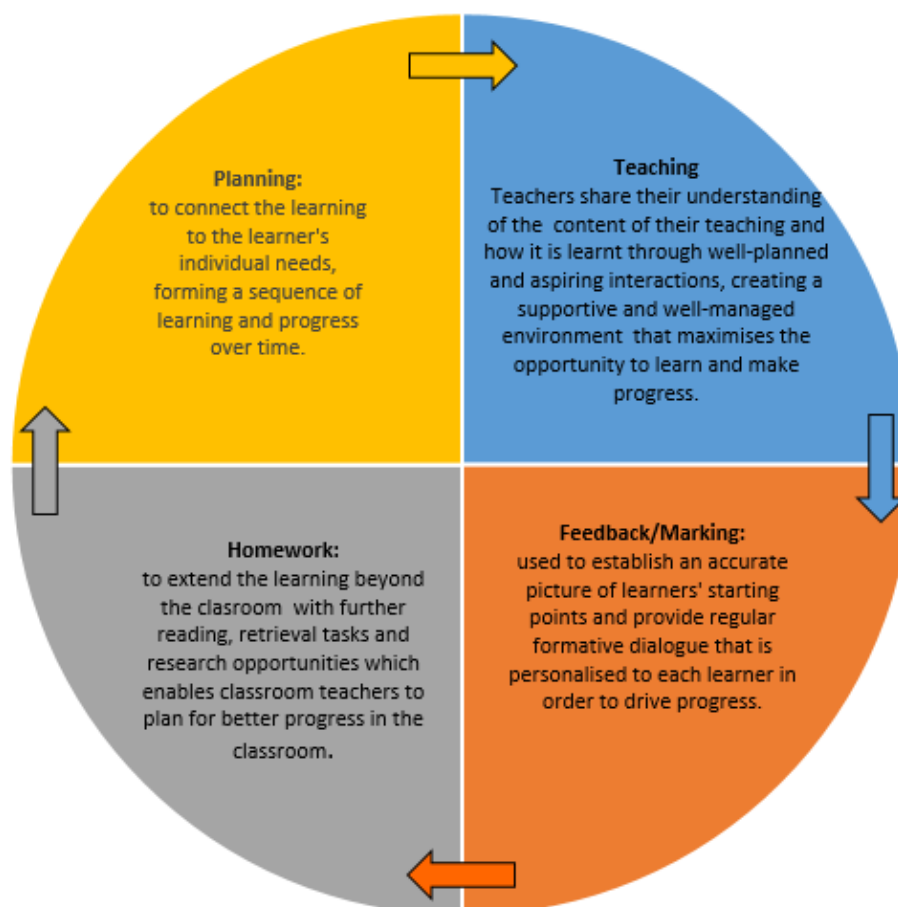 Planning:
to connect the learning
to the learner's
individual needs,
forming a sequence of
learning and progress
over time.
Teaching
Teachers share their understanding
of the content of their teaching and
how it is learnt through well-planned
and aspiring interactions, creating a
supportive and well-managed
environment that maximises the
opportunity to learn and make
progress.
Homework:
to extend the learning beyond
the clasroom with further
reading, retrieval tasks and
research opportunities which
enables classroom teachers to
plan for better progress in the
classroom.
Feedback/Marking:
used to establish an accurate
picture of learners' starting
points and provide regular
formative dialogue that is
personalised to each learner in
order to drive progress.